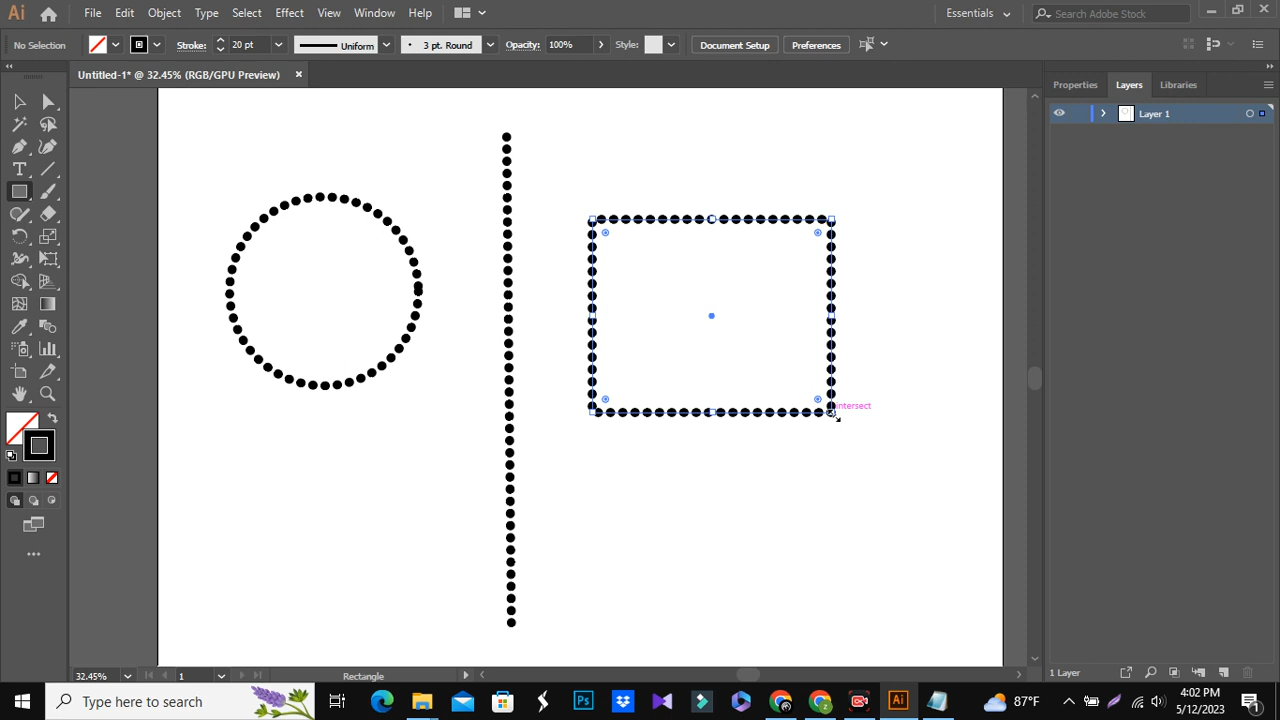 Ai File Edit Object Type Select Effect View Window Help Essentials Search Adobe Stock
No Selection Stroke: 20 pt Uniform 3 pt. Round Opacity: 100% Style: Document Setup Preferences
Untitled-1* @ 32.45% (RGB/GPU Preview)
Properties Layers Libraries
Layer 1
intersect
1 Layer
32.45% 1 Rectangle
Type here to search Ps Ai 87°F 4:02 PM
5/12/2023 1